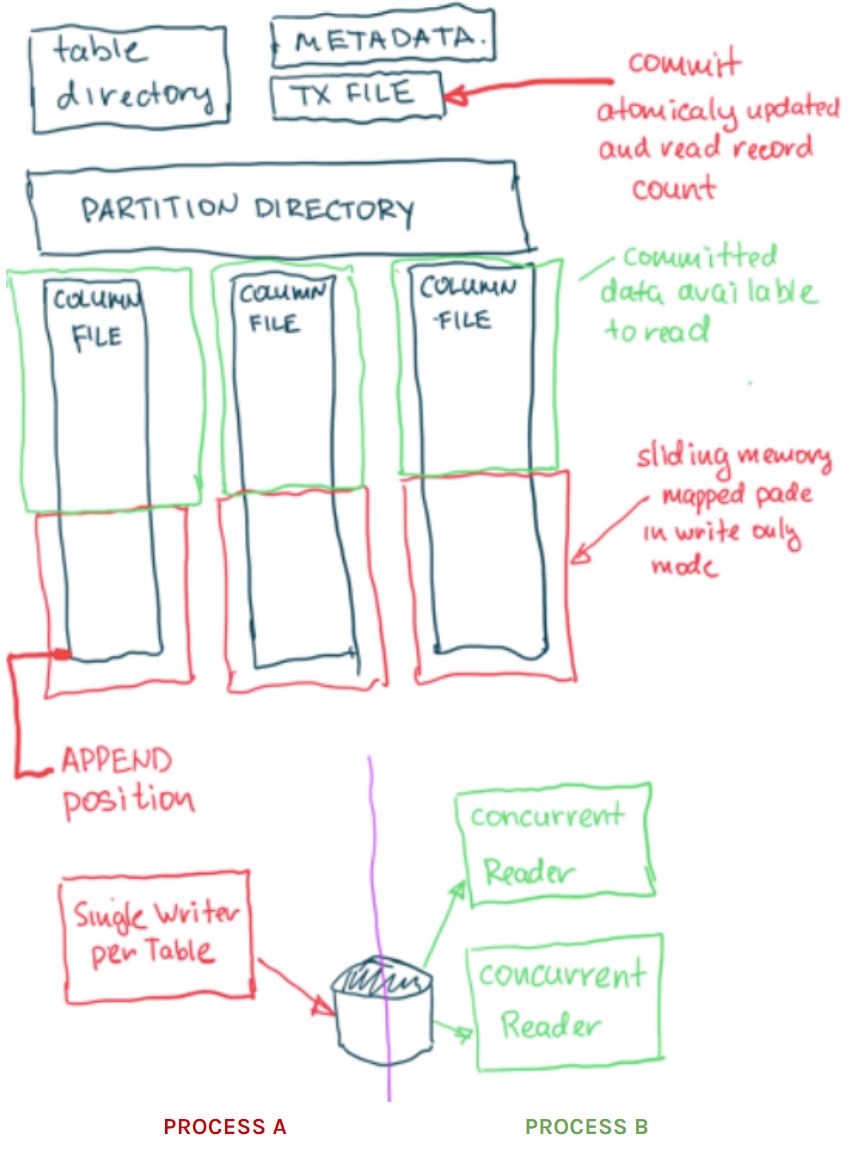 table
directory
METADATA.
TX FILE
commit
atomicaly updated
and read record
count
PARTITION DIRECTORY
COLUMN
FILE
COLUMN
FILE
COLUMN
FILE
committed
data available
to read
sliding memory
mapped pade
in write only
mode
APPEND
position
Single Writer
per Table
concurrent
Reader
concurrent
Reader
PROCESS A
PROCESS B